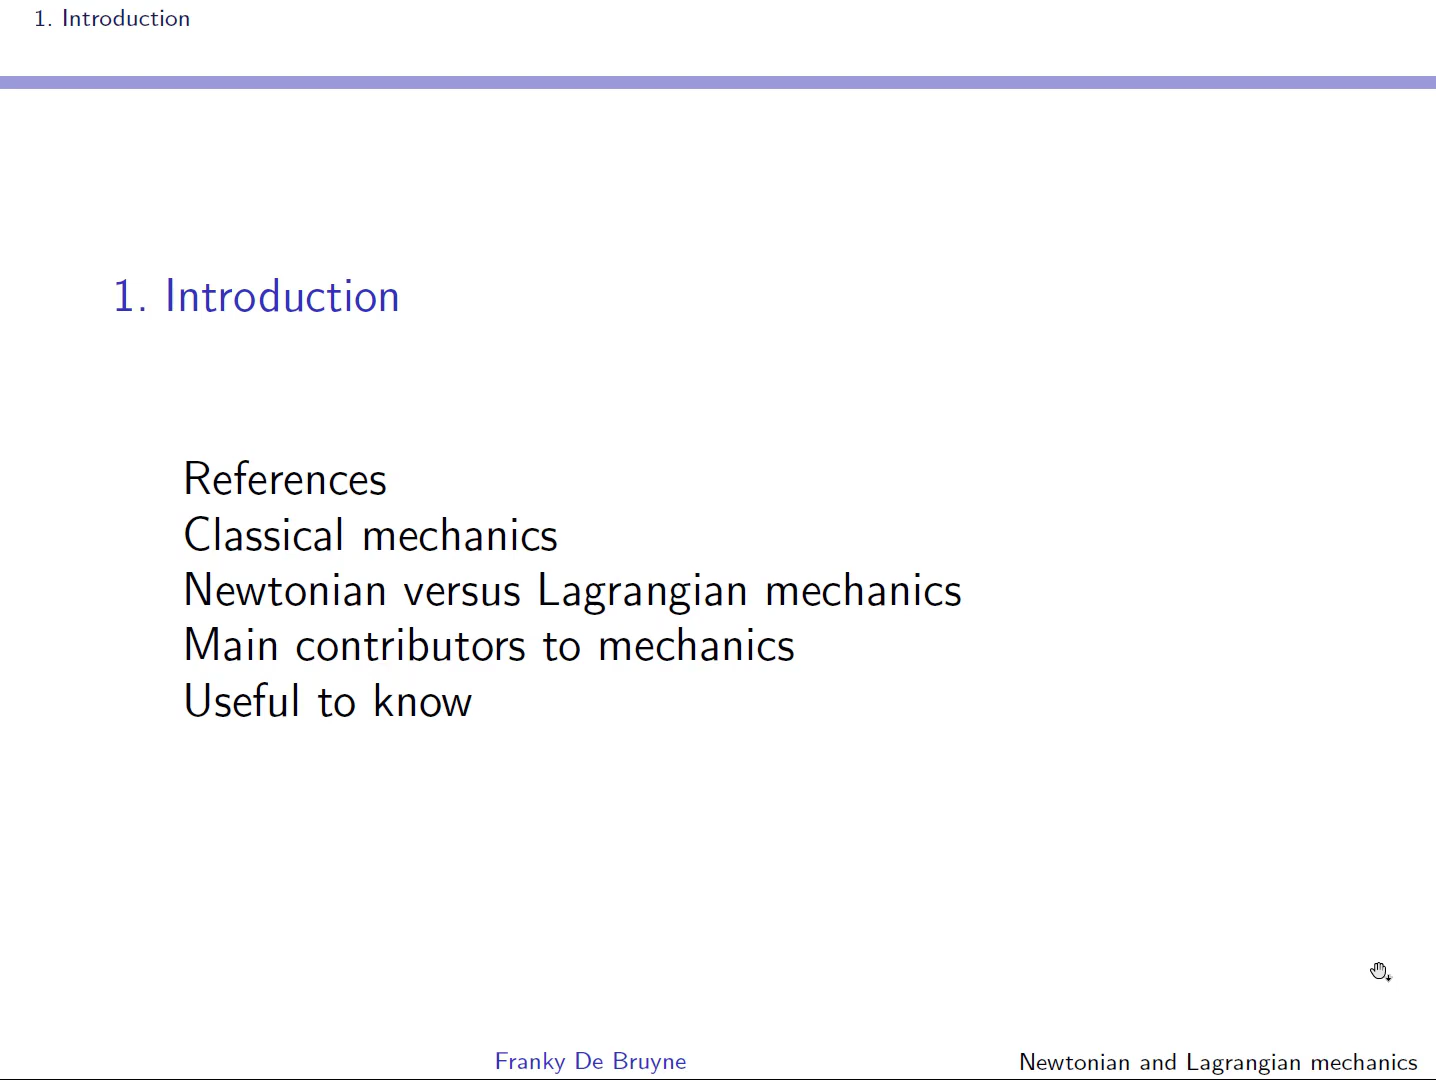 1. Introduction
1. Introduction
References
Classical mechanics
Newtonian versus Lagrangian mechanics
Main contributors to mechanics
Useful to know
Franky De Bruyne
Newtonian and Lagrangian mechanics